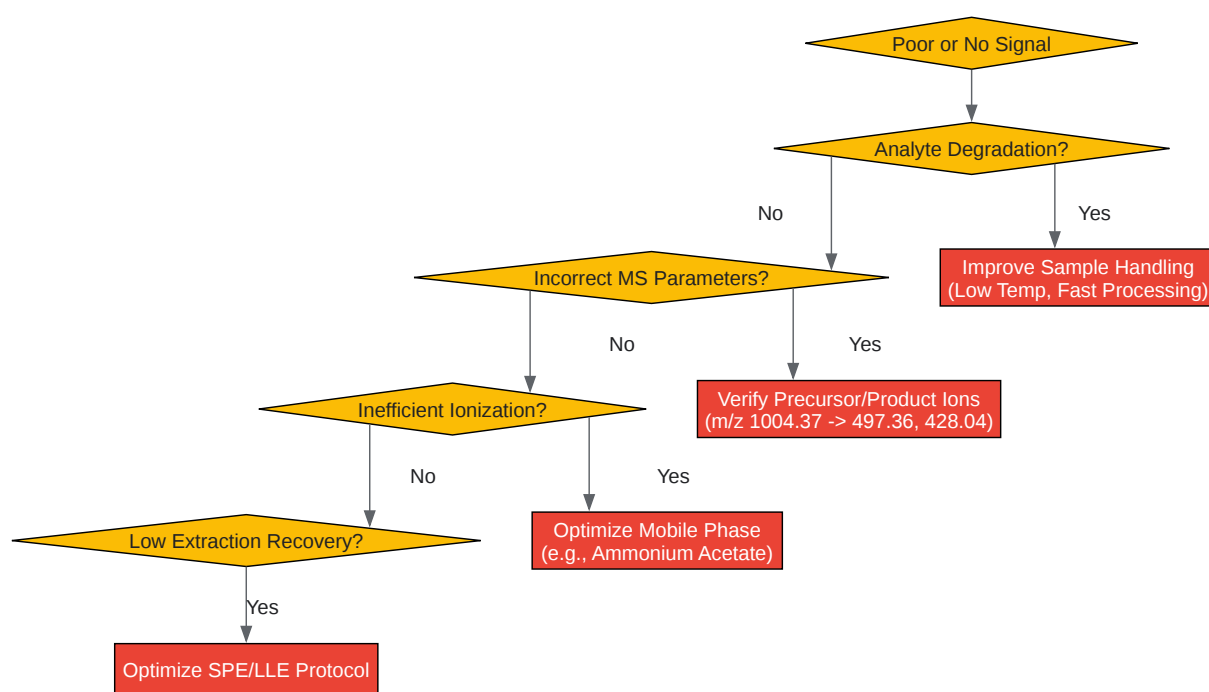 Poor or No Signal
Analyte Degradation?
No
Yes
Improve Sample Handling
(Low Temp, Fast Processing)
Incorrect MS Parameters?
No
Yes
Verify Precursor/Product Ions
(m/z 1004.37 -> 497.36, 428.04)
Inefficient Ionization?
No
Yes
Optimize Mobile Phase
(e.g., Ammonium Acetate)
Low Extraction Recovery?
Yes
Optimize SPE/LLE Protocol